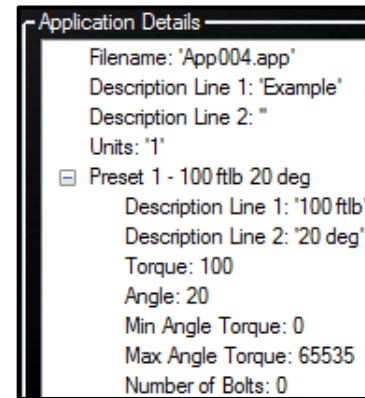 Application Details
Filename: 'App004.app'
Description Line 1: 'Example'
Description Line 2: ''
Units: '1'
Preset 1 - 100 ftlb 20 deg
Description Line 1: '100 ftlb'
Description Line 2: '20 deg'
Torque: 100
Angle: 20
Min Angle Torque: 0
Max Angle Torque: 65535
Number of Bolts: 0